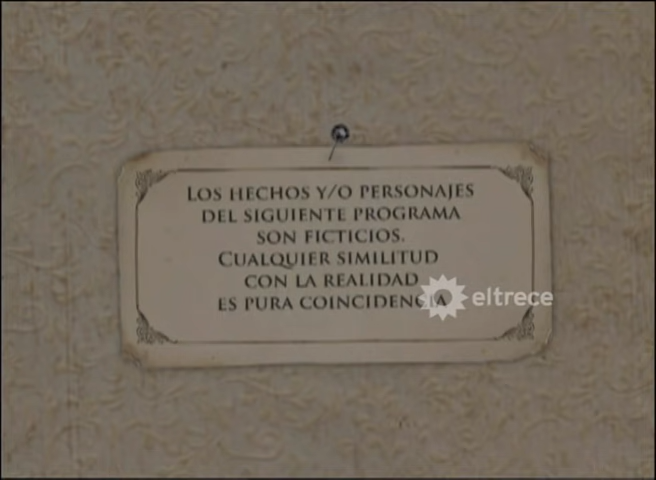 LOS HECHOS Y/O PERSONAJES
DEL SIGUIENTE PROGRAMA
SON FICTICIOS.
CUALQUIER SIMILITUD
CON LA REALIDAD
ES PURA COINCIDENCIA
eltrece